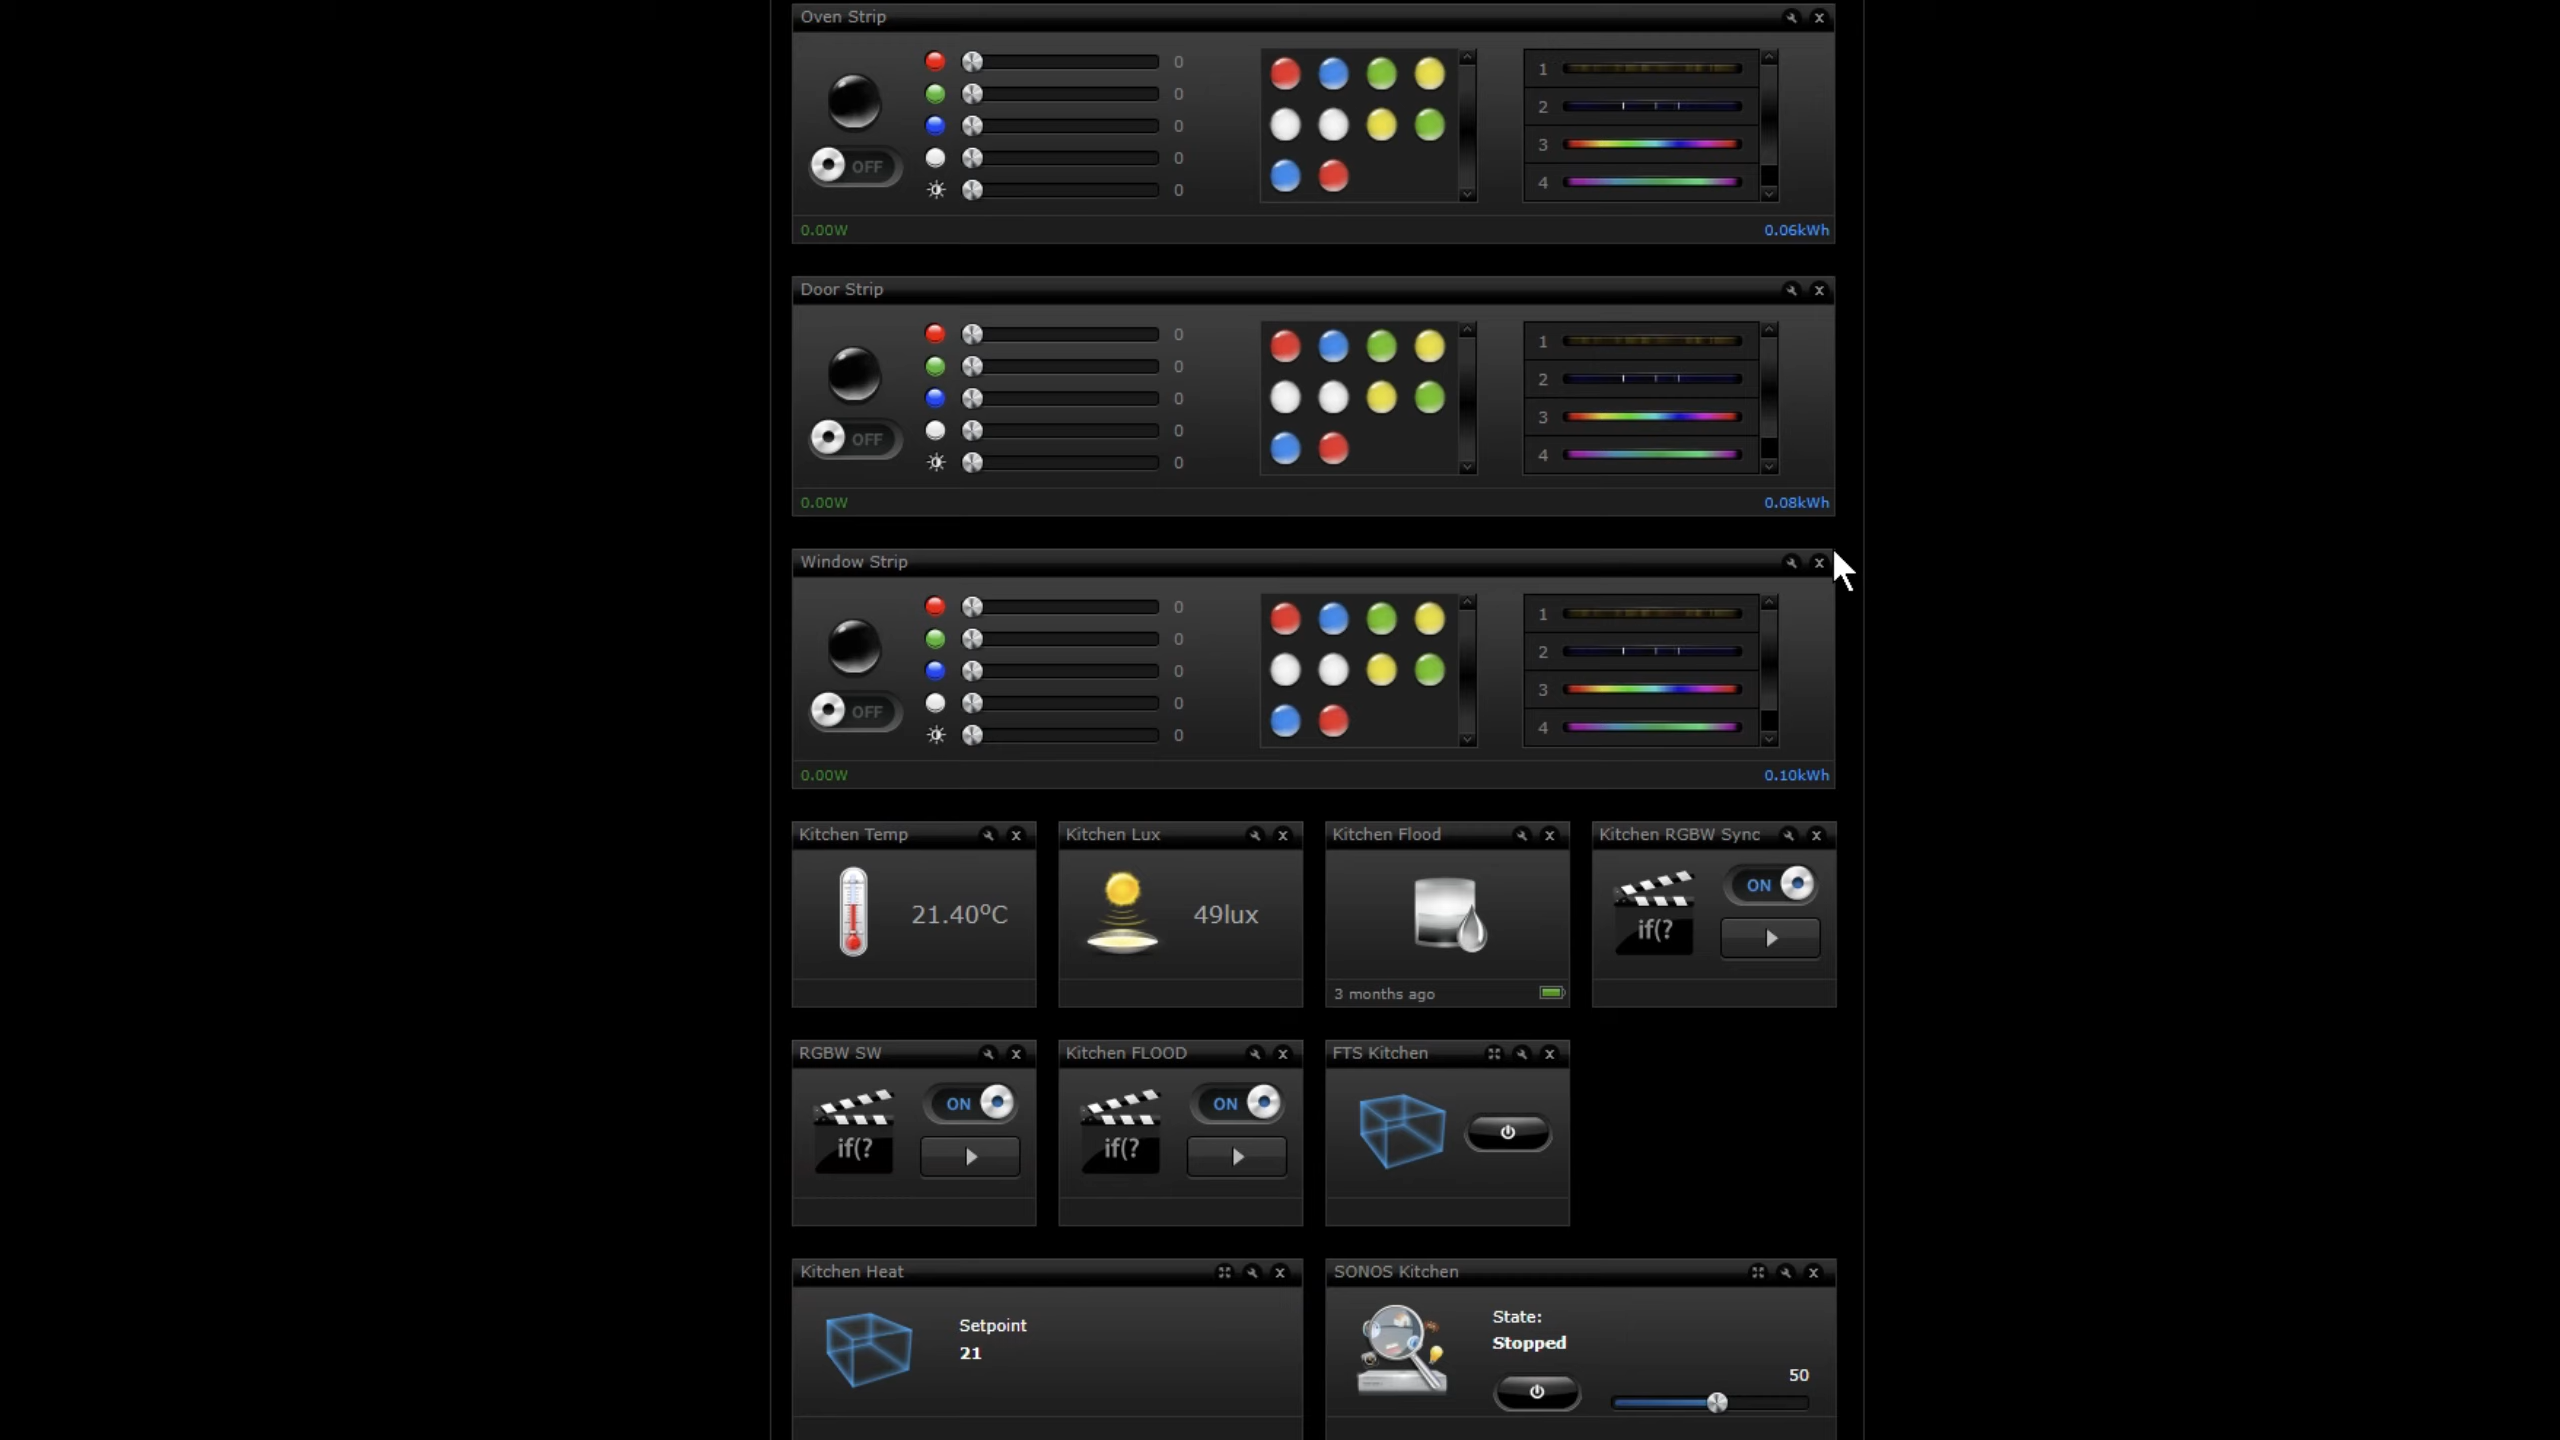 Oven Strip
0
0
0
0
0
OFF
1
2
3
4
0.00W
0.06kWh
Door Strip
0
0
0
0
0
OFF
1
2
3
4
0.00W
0.08kWh
Window Strip
0
0
0
0
0
OFF
1
2
3
4
0.00W
0.10kWh
Kitchen Temp
21.40°C
Kitchen Lux
49lux
Kitchen Flood
3 months ago
Kitchen RGBW Sync
ON
if(?
RGBW SW
ON
if(?
Kitchen FLOOD
ON
if(?
FTS Kitchen
Kitchen Heat
Setpoint
21
SONOS Kitchen
State:
Stopped
50